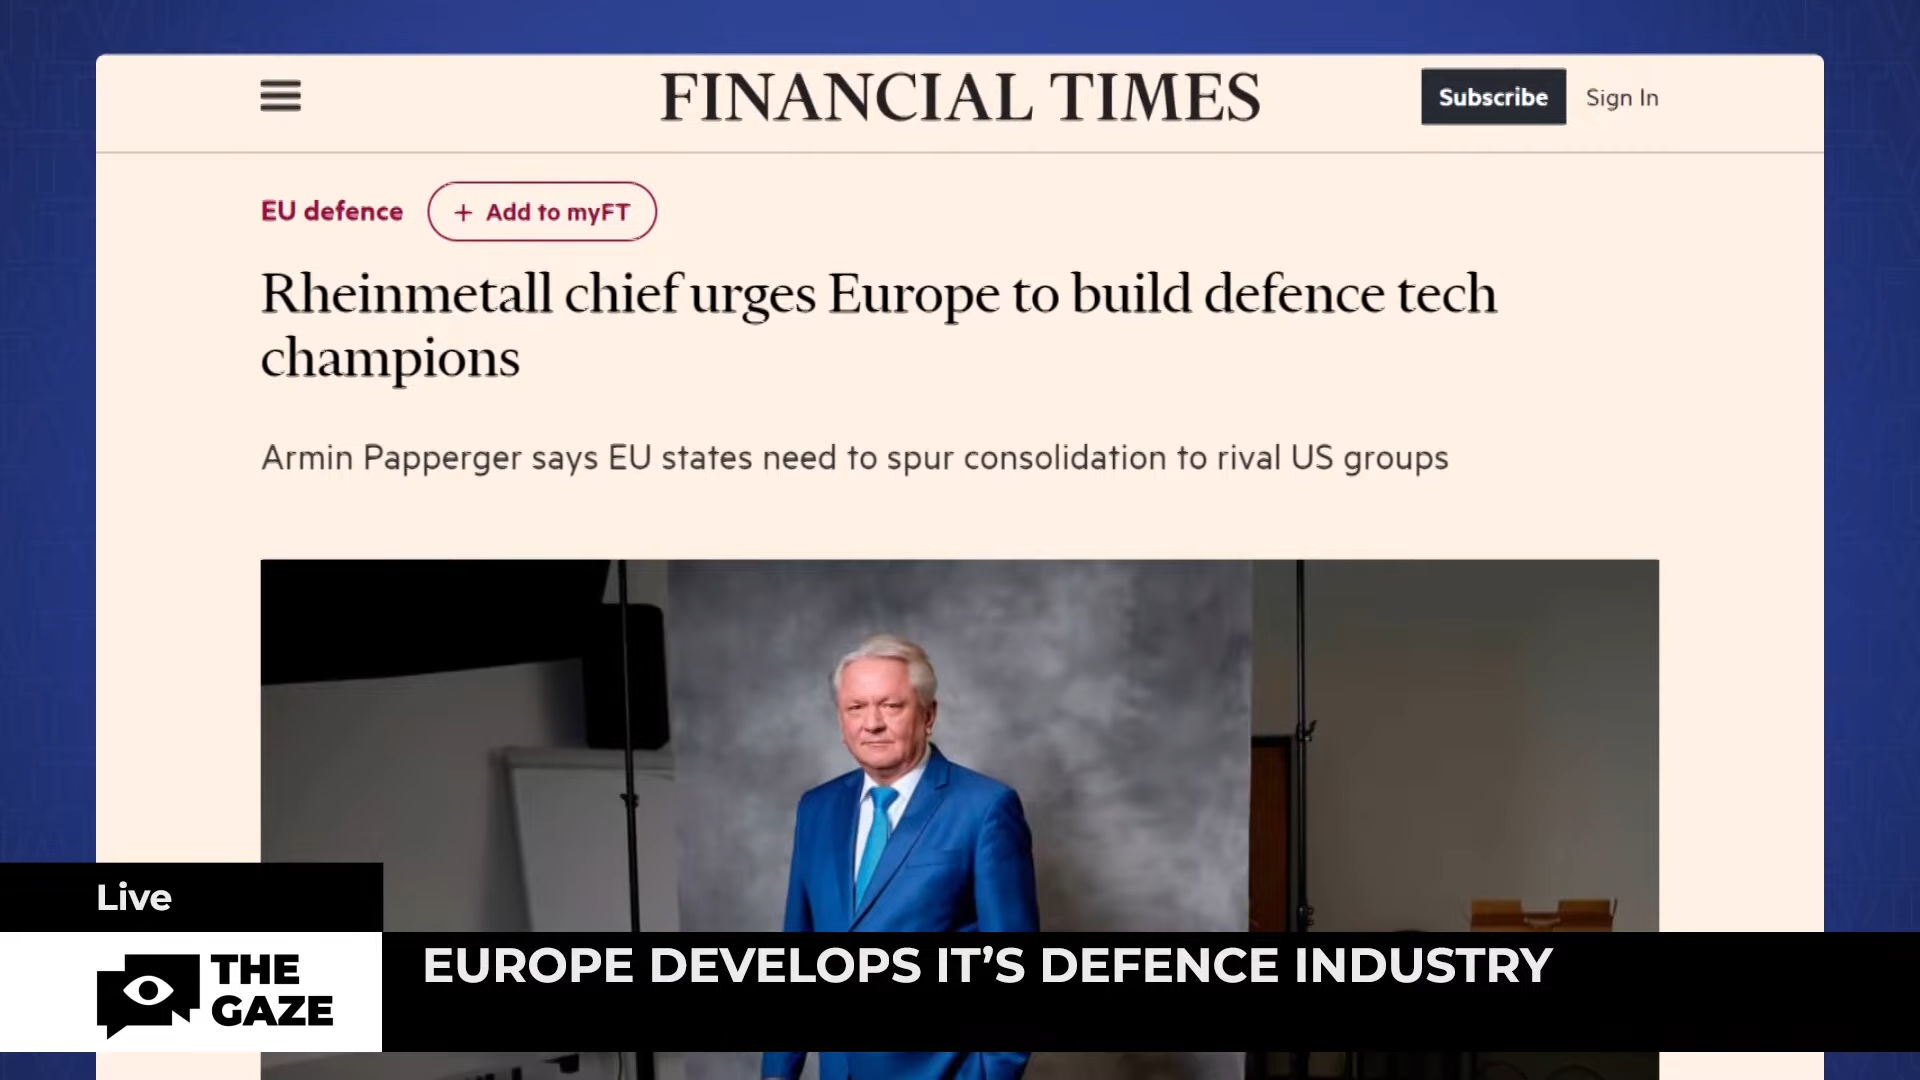 FINANCIAL TIMES
Subscribe
Sign In
EU defence
+ Add to myFT
Rheinmetall chief urges Europe to build defence tech
champions
Armin Papperger says EU states need to spur consolidation to rival US groups
Live
THE
GAZE
EUROPE DEVELOPS IT’S DEFENCE INDUSTRY